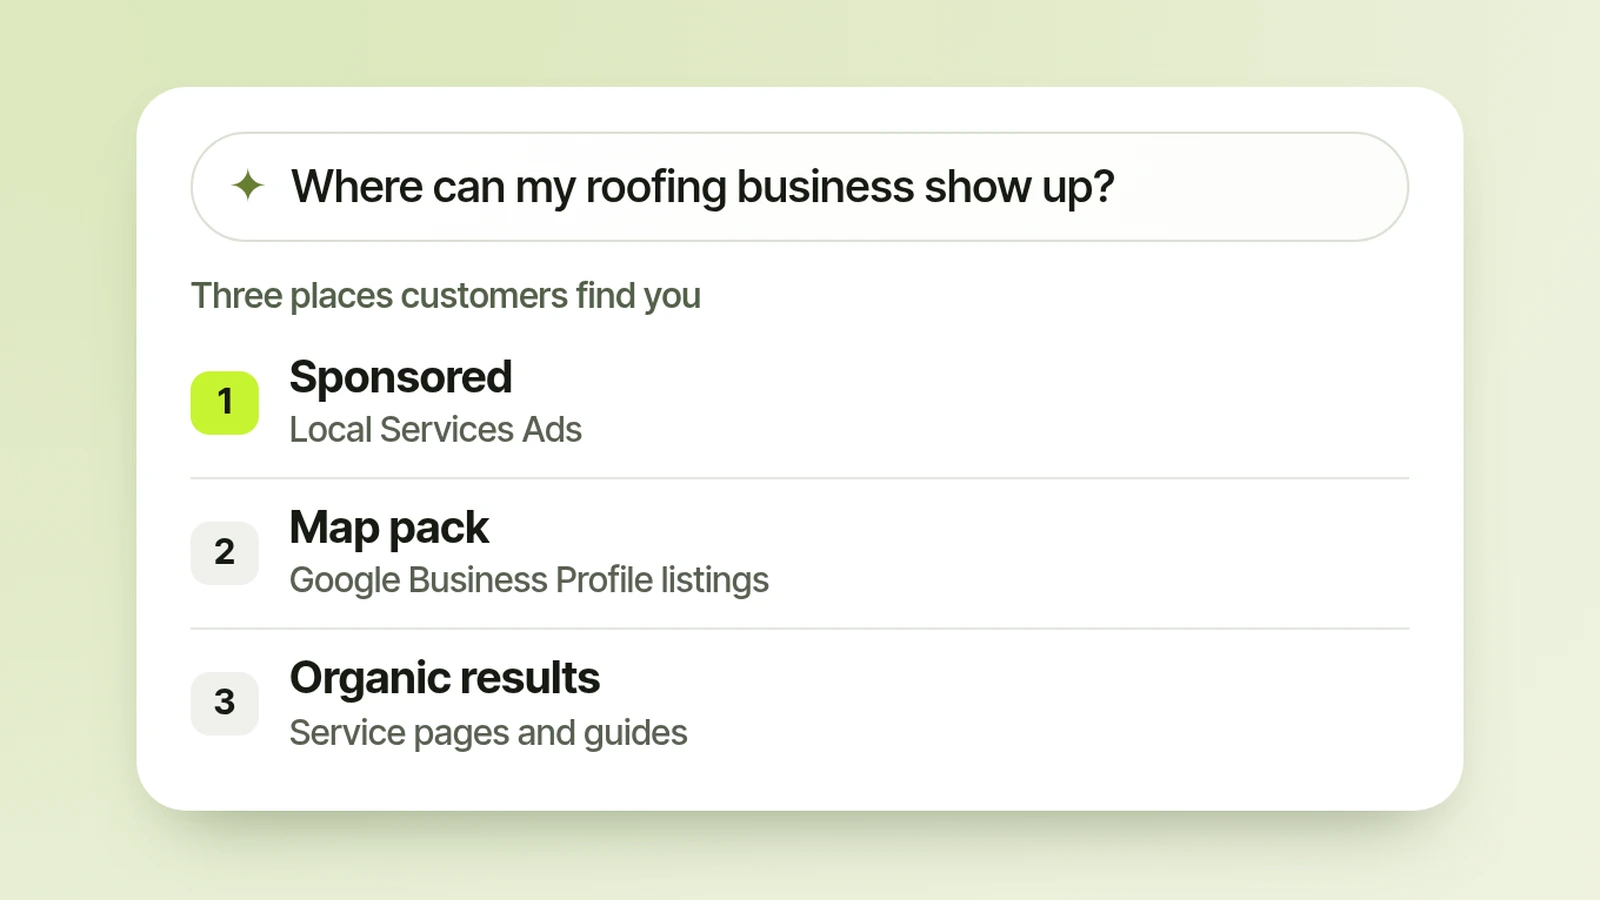 Where can my roofing business show up?
Three places customers find you
1
Sponsored
Local Services Ads
2
Map pack
Google Business Profile listings
3
Organic results
Service pages and guides